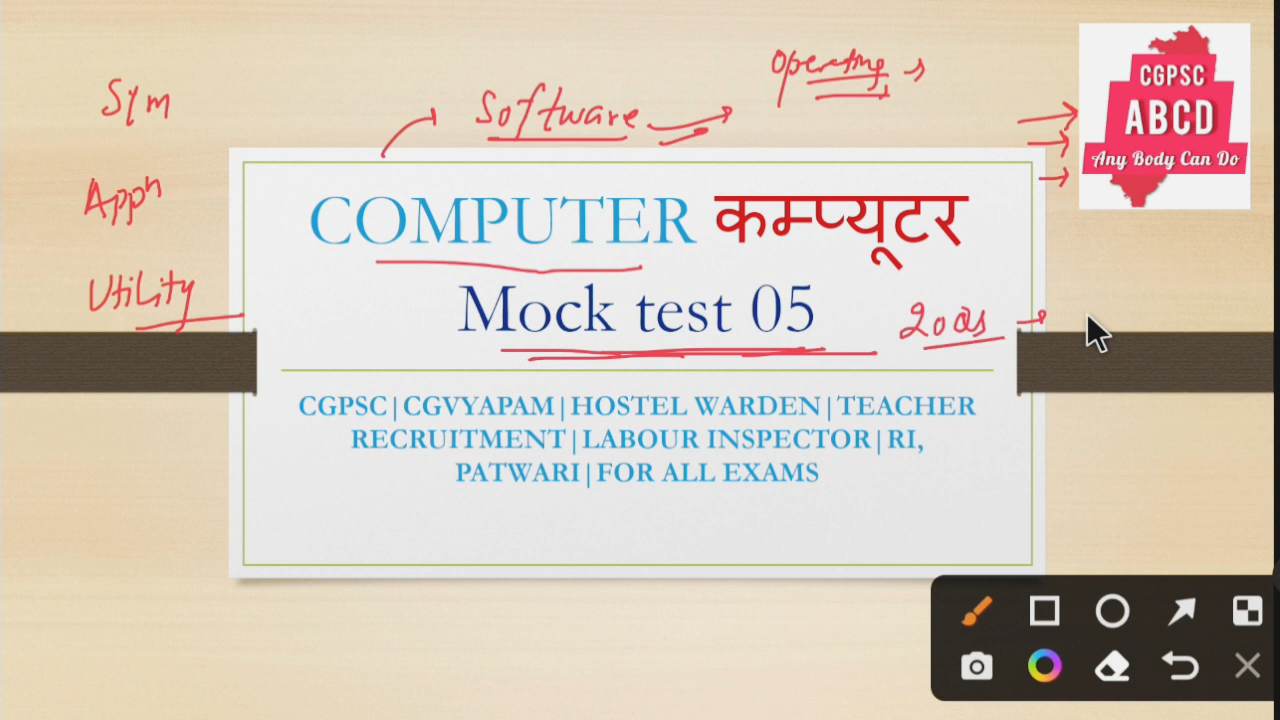 Operating
Software
Sym
Appn
Utility
CGPSC
ABCD
Any Body Can Do
COMPUTER कम्प्यूटर
Mock test 05
20Qs
CGPSC|CGVYAPAM|HOSTEL WARDEN|TEACHER
RECRUITMENT|LABOUR INSPECTOR|RI,
PATWARI|FOR ALL EXAMS